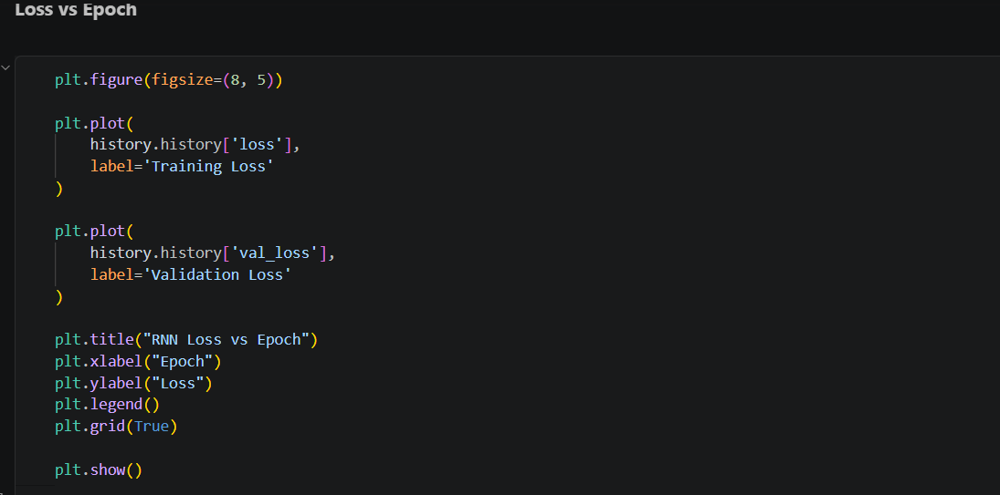 Loss vs Epoch
plt.figure(figsize=(8, 5))
plt.plot(
    history.history['loss'],
    label='Training Loss'
)
plt.plot(
    history.history['val_loss'],
    label='Validation Loss'
)
plt.title("RNN Loss vs Epoch")
plt.xlabel("Epoch")
plt.ylabel("Loss")
plt.legend()
plt.grid(True)
plt.show()